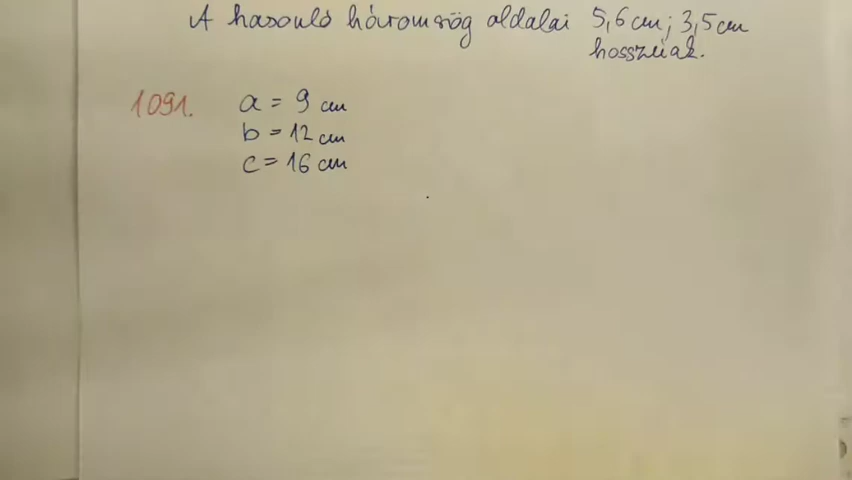 A hasonló háromszög oldalai 5,6 cm; 3,5 cm
hosszúak.
1091. a = 9 cm
b = 12 cm
c = 16 cm